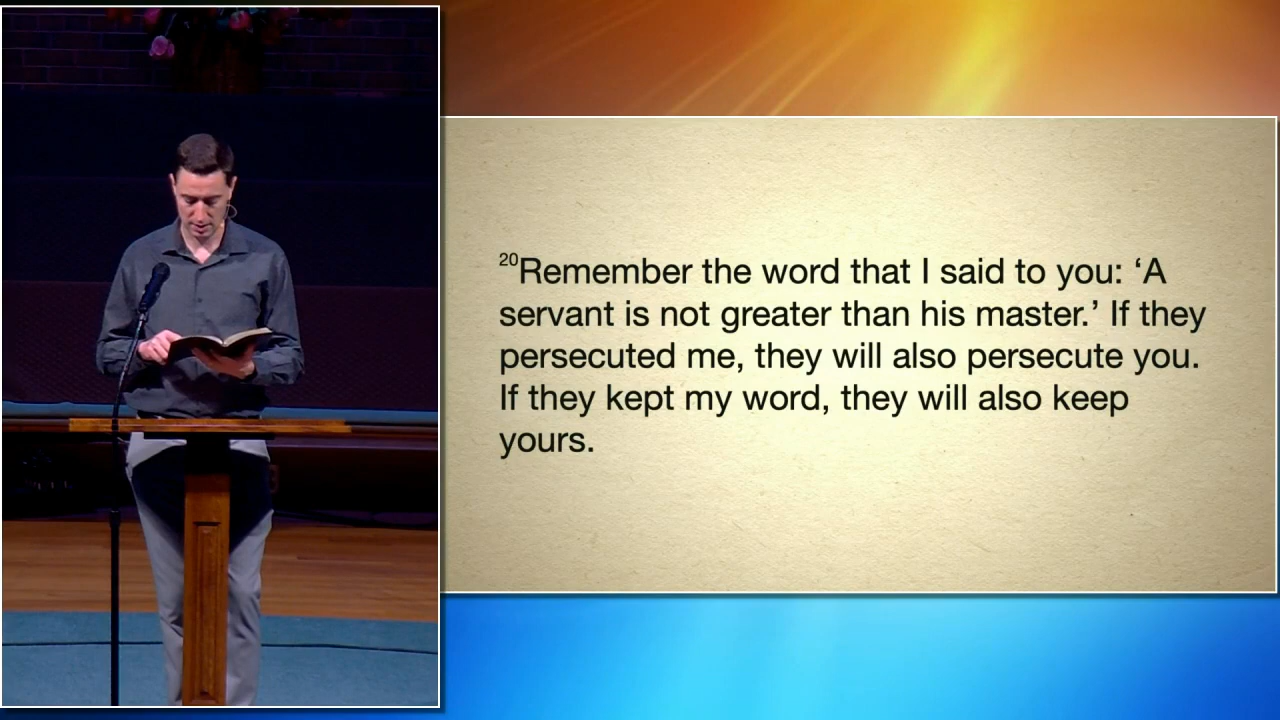 20Remember the word that I said to you: ‘A
servant is not greater than his master.’ If they
persecuted me, they will also persecute you.
If they kept my word, they will also keep
yours.